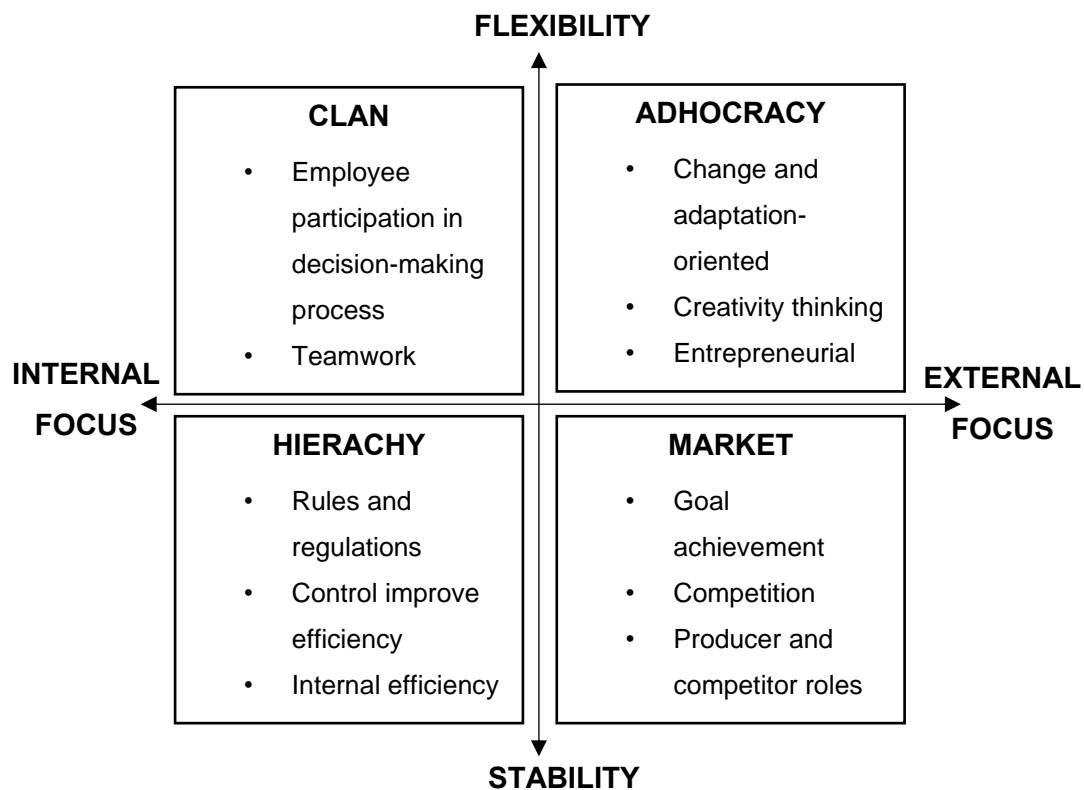 FLEXIBILITY
CLAN
• Employee
participation in
decision-making
process
• Teamwork
ADHOCRACY
• Change and
adaptation-
oriented
• Creativity thinking
• Entrepreneurial
INTERNAL
FOCUS
EXTERNAL
FOCUS
HIERACHY
• Rules and
regulations
• Control improve
efficiency
• Internal efficiency
MARKET
• Goal
achievement
• Competition
• Producer and
competitor roles
STABILITY